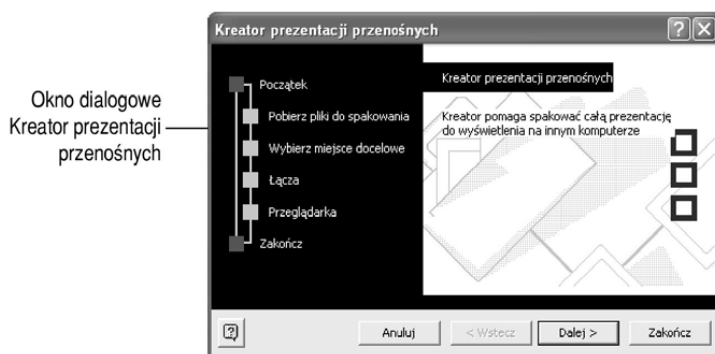 Kreator prezentacji przenośnych
Okno dialogowe
Kreator prezentacji
przenośnych
Początek
Pobierz pliki do spakowania
Wybierz miejsce docelowe
Łącza
Przeglądarka
Zakończ
Kreator prezentacji przenośnych
Kreator pomaga spakować całą prezentację
do wyświetlenia na innym komputerze
Anuluj
< Wstecz
Dalej >
Zakończ